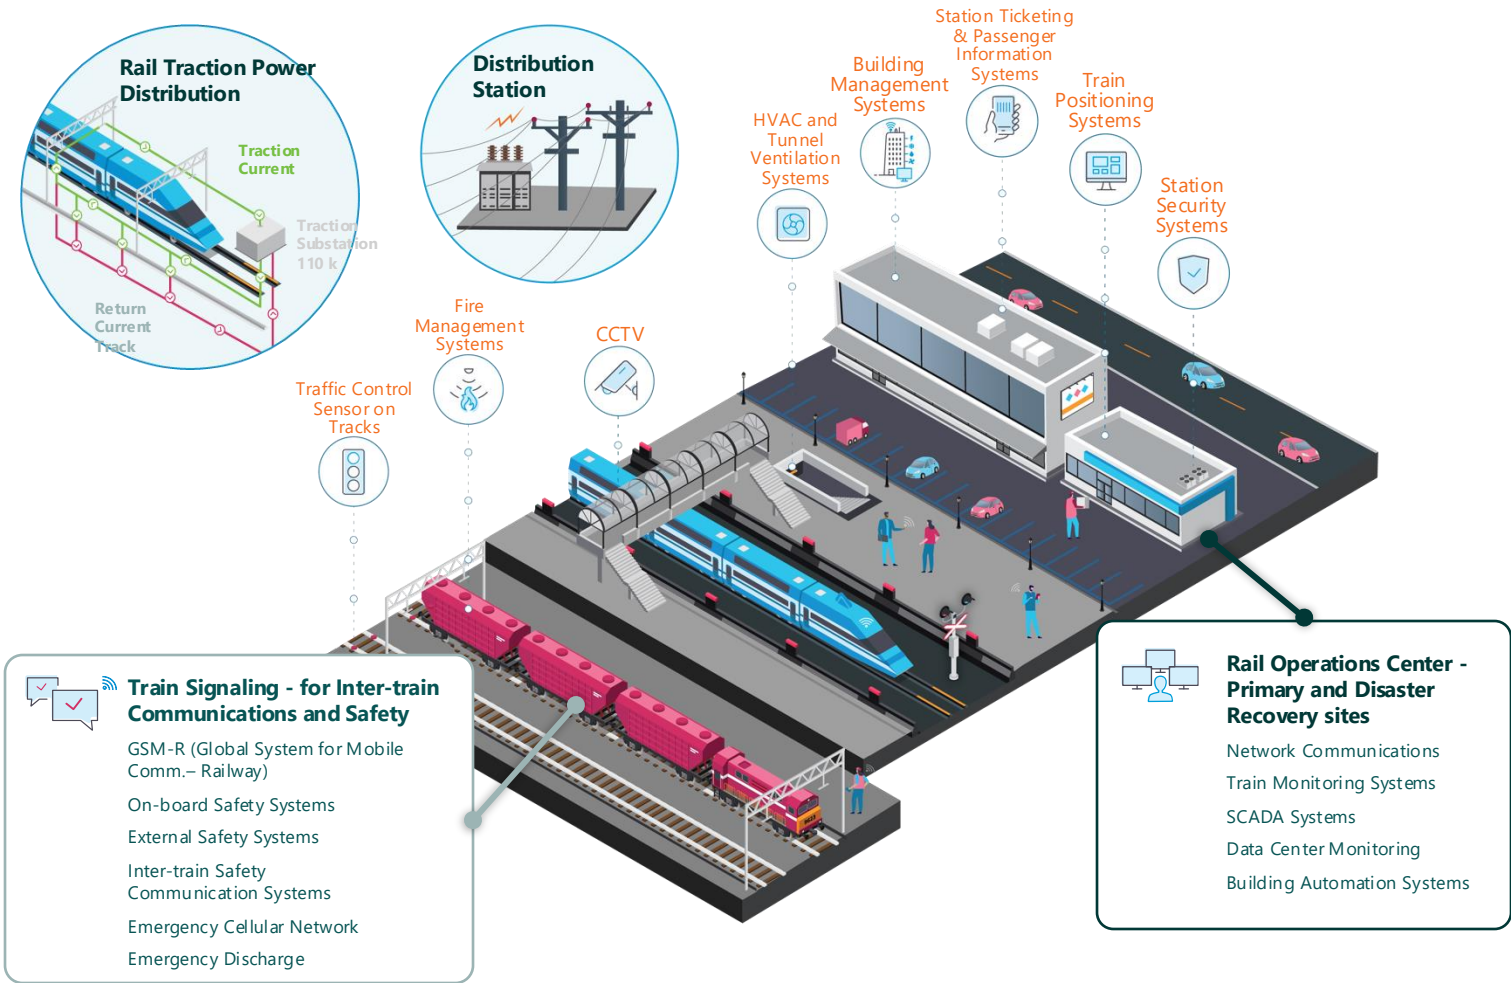 Rail Traction Power
Distribution
Traction
Current
Traction
Substation
110 k
Return
Current
Track
Distribution
Station
Station Ticketing
& Passenger
Information
Systems
Building
Management
Systems
Train
Positioning
Systems
HVAC and
Tunnel
Ventilation
Systems
Station
Security
Systems
Fire
Management
Systems
CCTV
Traffic Control
Sensor on
Tracks
Train Signaling - for Inter-train
Communications and Safety
GSM-R (Global System for Mobile
Comm.– Railway)
On-board Safety Systems
External Safety Systems
Inter-train Safety
Communication Systems
Emergency Cellular Network
Emergency Discharge
Rail Operations Center -
Primary and Disaster
Recovery sites
Network Communications
Train Monitoring Systems
SCADA Systems
Data Center Monitoring
Building Automation Systems